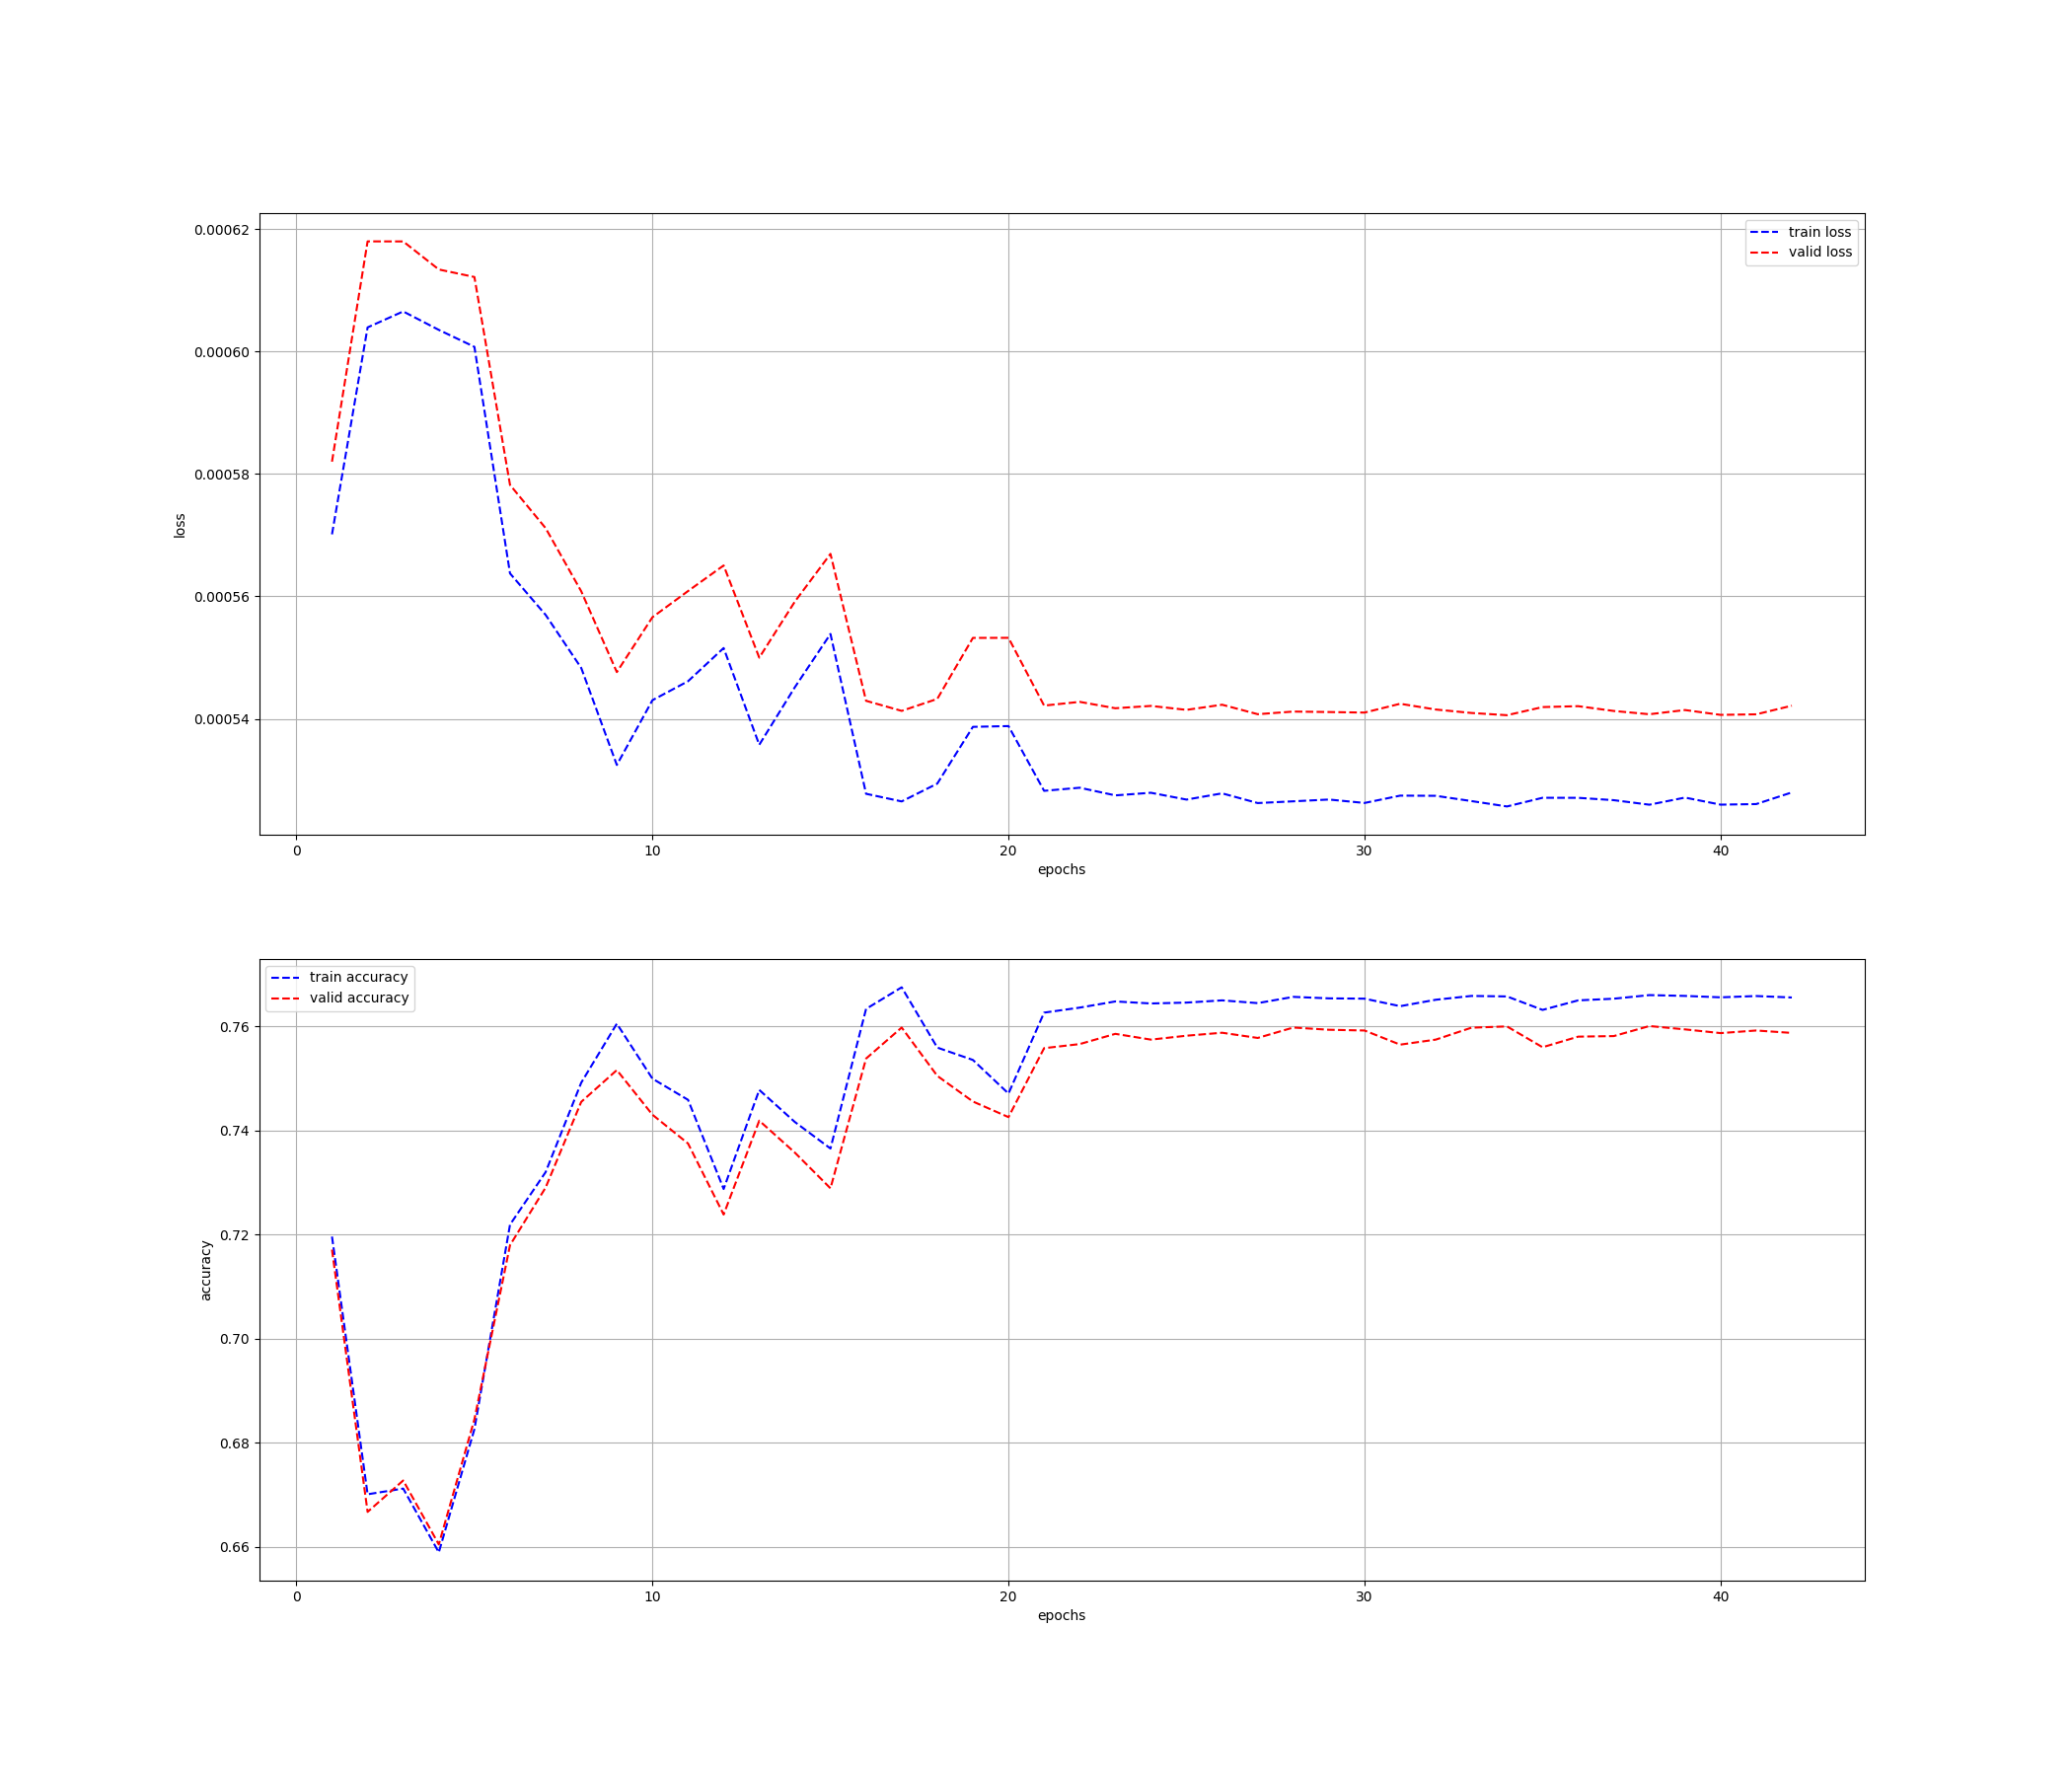 0.00062
0.00060
0.00058
0.00056
0.00054
loss
train loss
valid loss
0 10 20 30 40
epochs
train accuracy
valid accuracy
0.76
0.74
0.72
0.70
0.68
0.66
accuracy
0 10 20 30 40
epochs